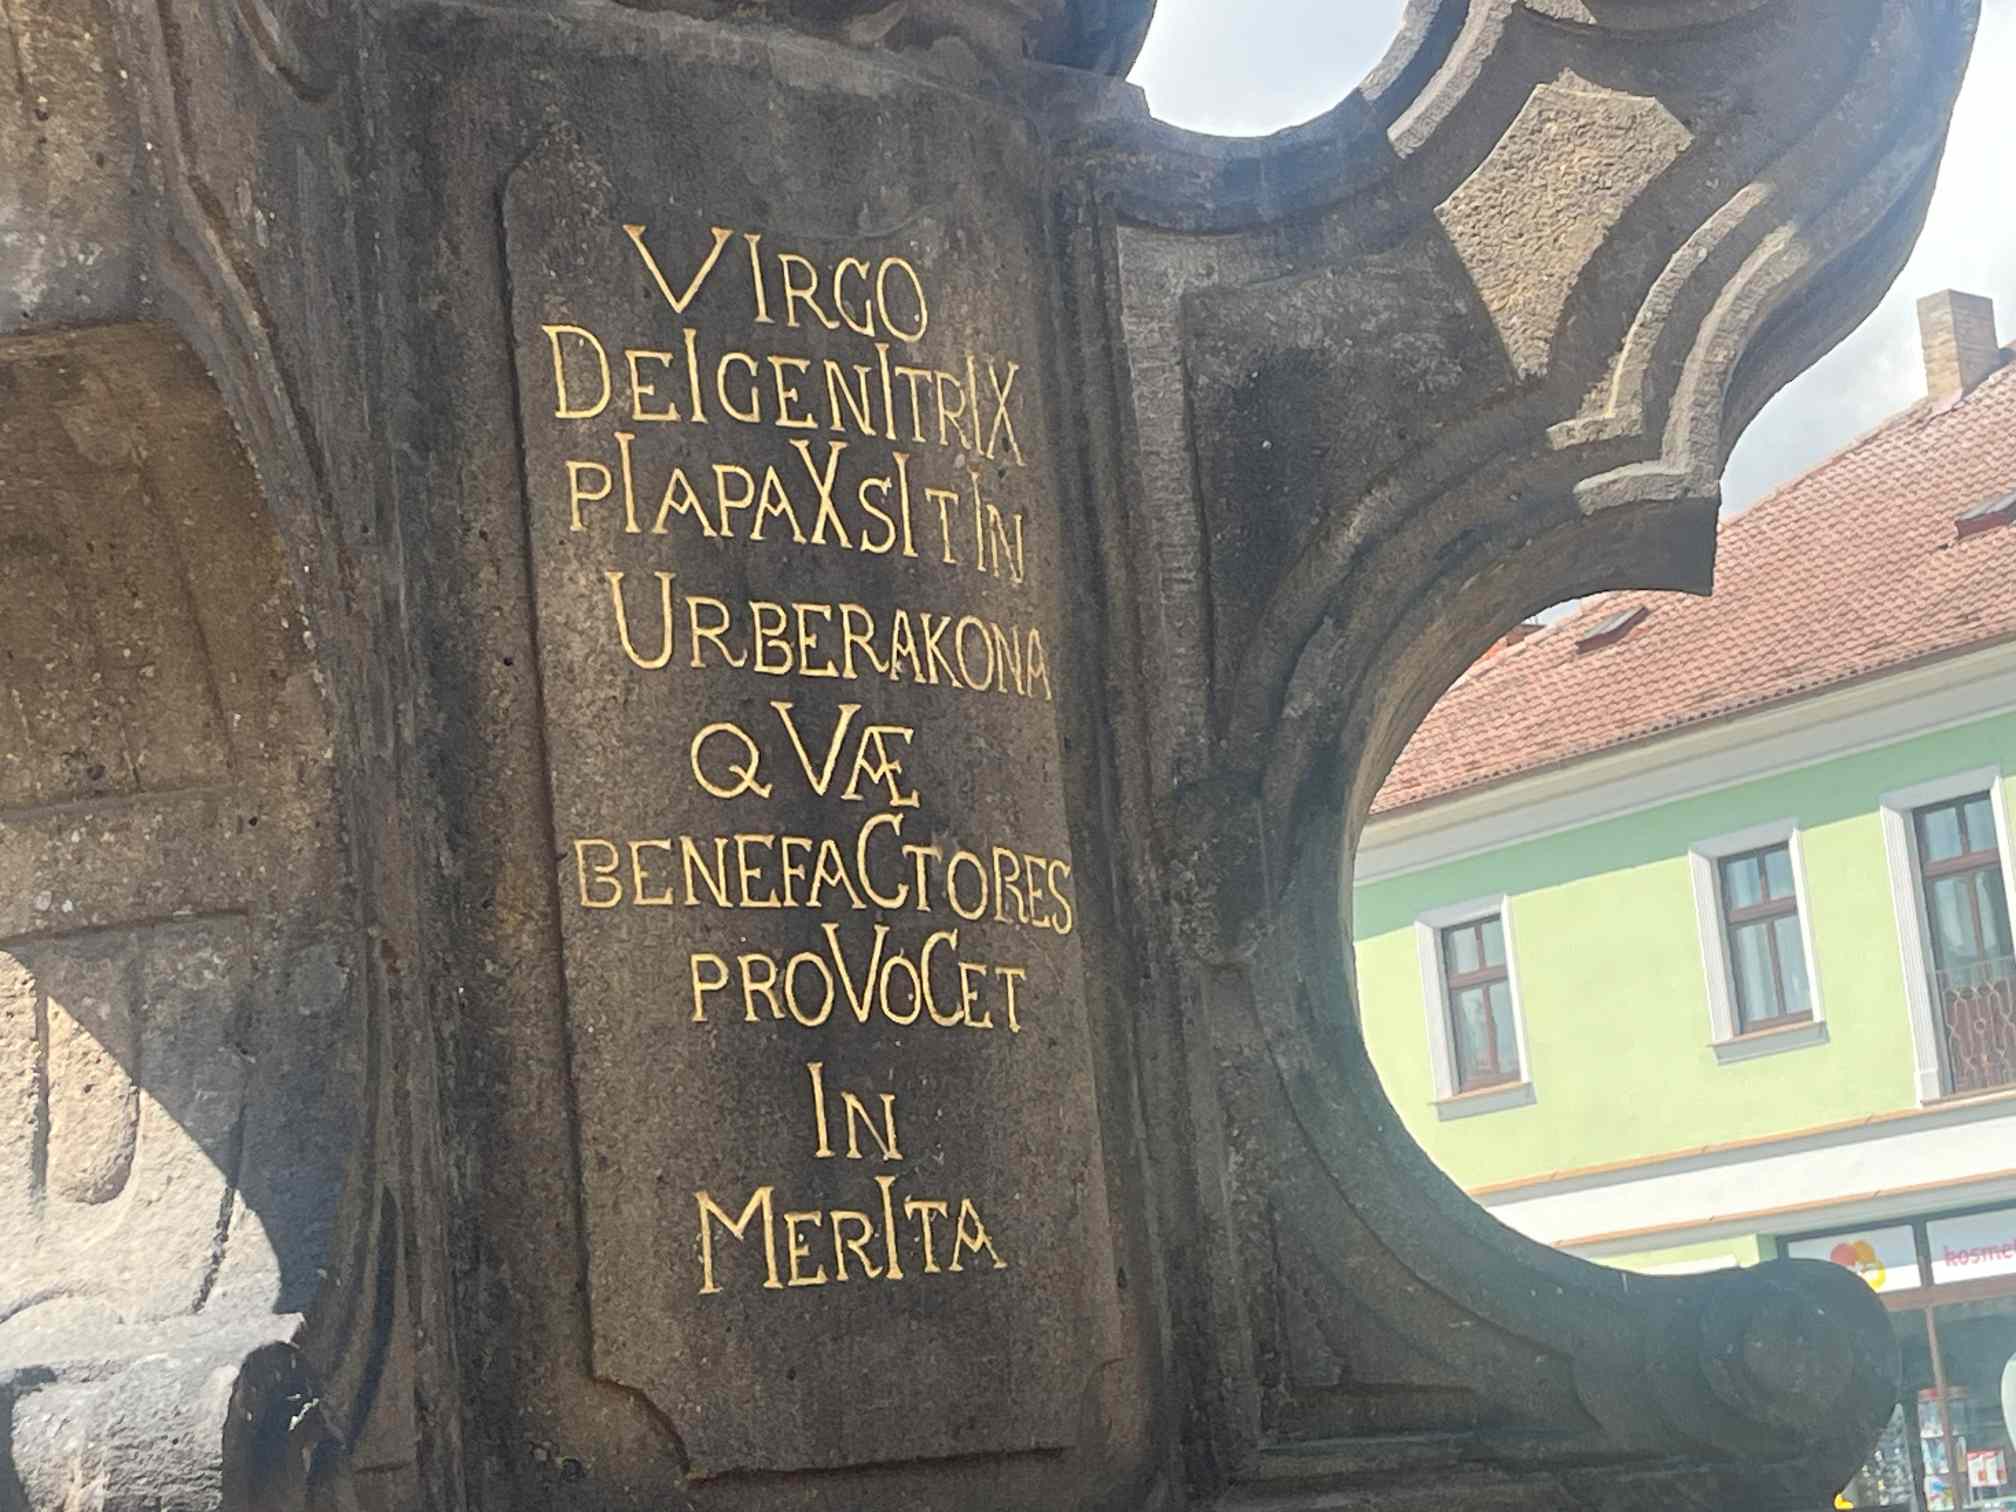 VIRGO
DEIGENITRIX
PIAPAXSITIN
URBERAKONA
QVÆ
BENEFACTORES
PROVOCET
IN
MERITA